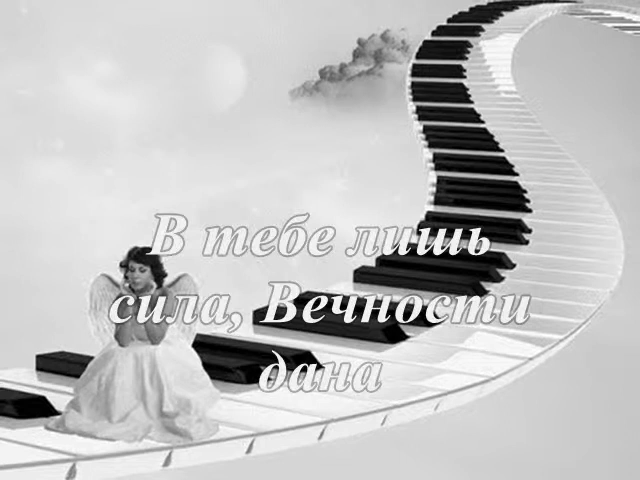 В тебе лишь
сила, Вечности
дана